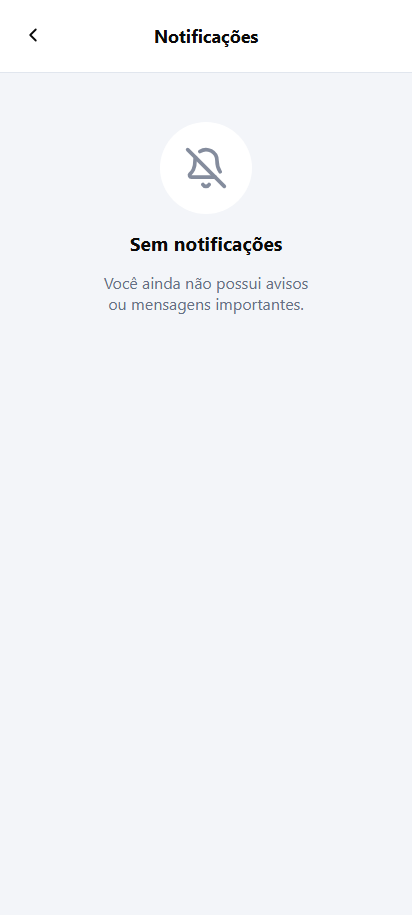 Notificações
Sem notificações
Você ainda não possui avisos
ou mensagens importantes.